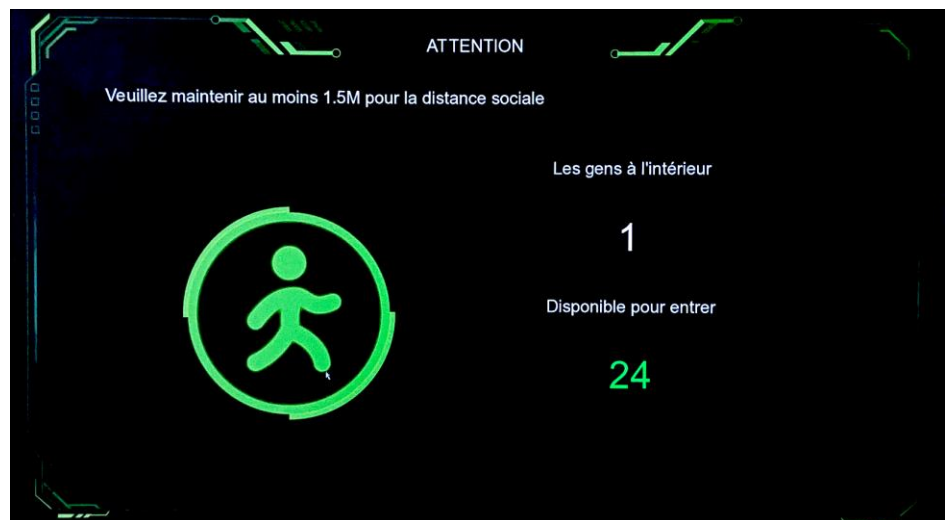 ATTENTION
Veuillez maintenir au moins 1.5M pour la distance sociale
Les gens à l'intérieur
1
Disponible pour entrer
24